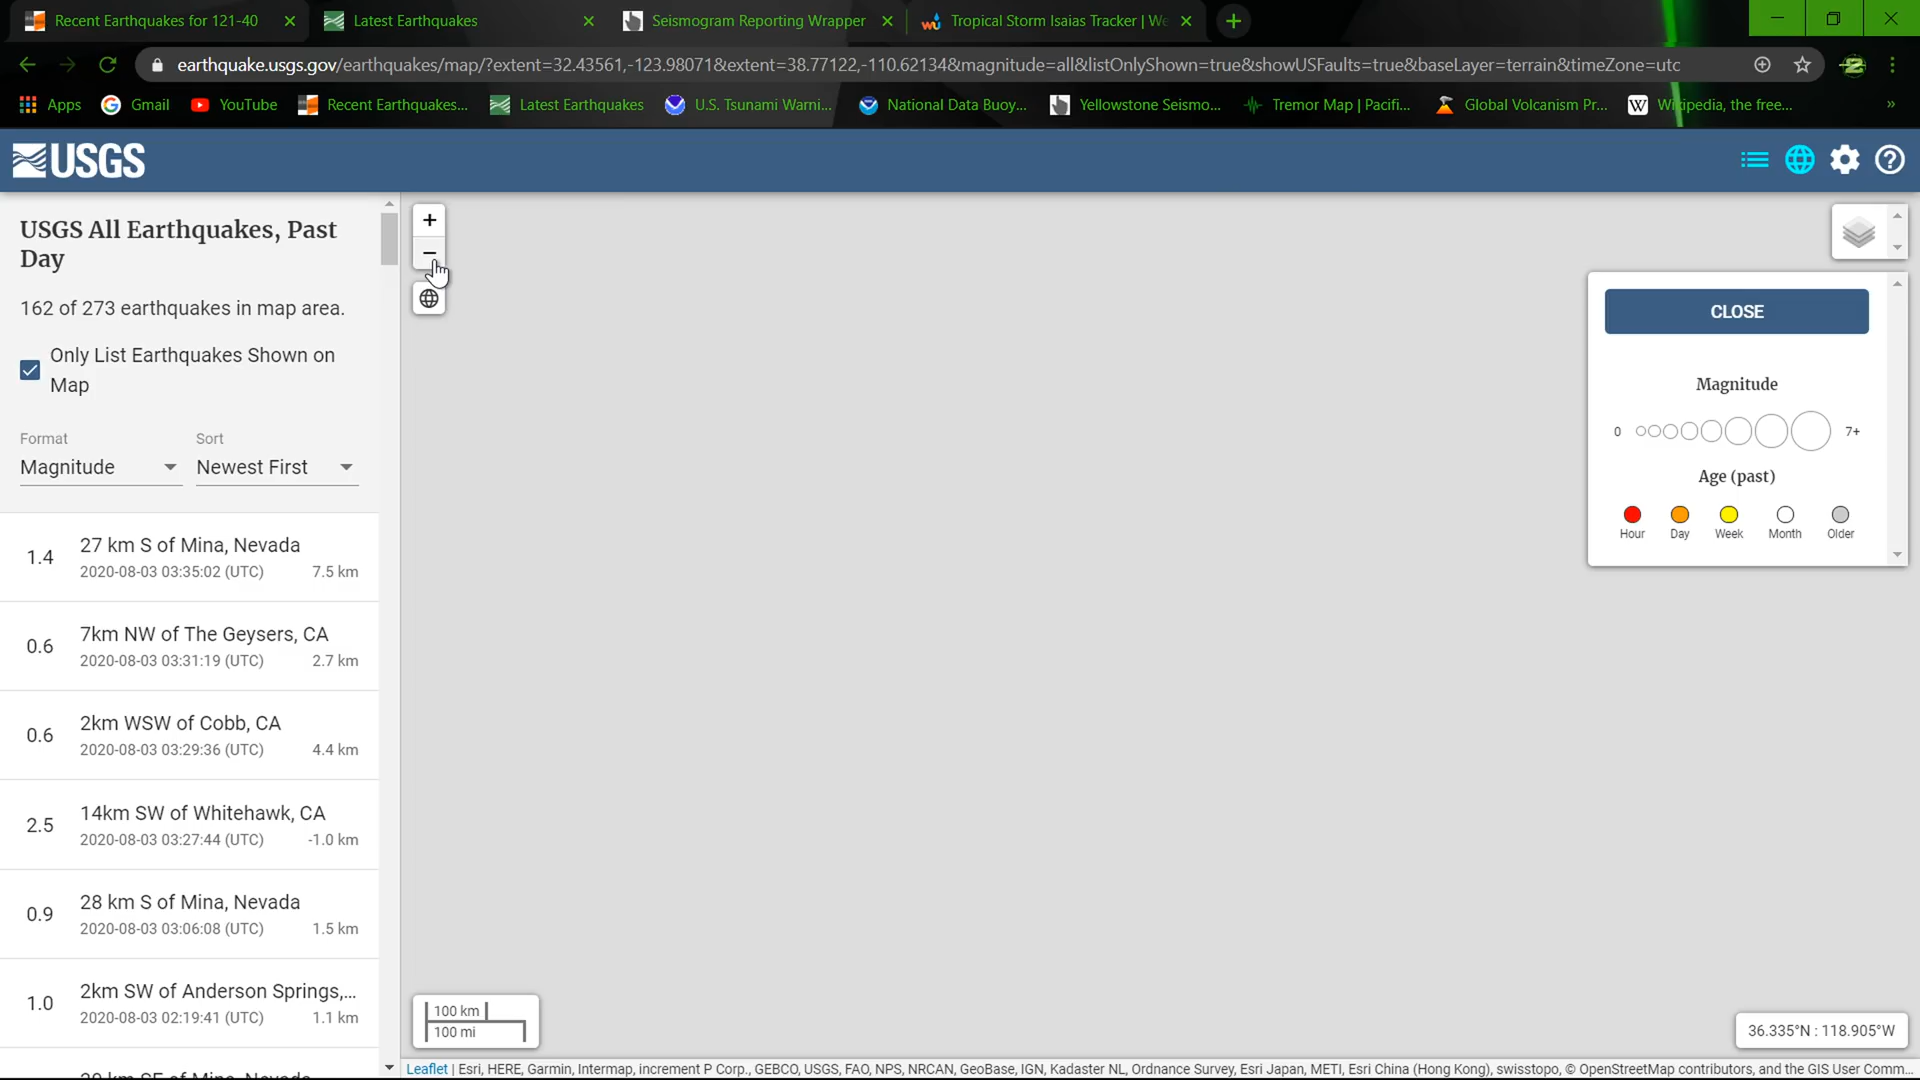 Recent Earthquakes for 121-40
Latest Earthquakes
Seismogram Reporting Wrapper
Tropical Storm Isaias Tracker | We
earthquake.usgs.gov/earthquakes/map/?extent=32.43561,-123.98071&extent=38.77122,-110.62134&magnitude=all&listOnlyShown=true&showUSFaults=true&baseLayer=terrain&timeZone=utc
Apps Gmail YouTube Recent Earthquakes... Latest Earthquakes U.S. Tsunami Warni... National Data Buoy... Yellowstone Seismo... Tremor Map | Pacifi... Global Volcanism Pr... Wikipedia, the free... »
USGS
USGS All Earthquakes, Past
Day
162 of 273 earthquakes in map area.
Only List Earthquakes Shown on
Map
Format Sort
Magnitude Newest First
1.4 27 km S of Mina, Nevada
2020-08-03 03:35:02 (UTC) 7.5 km
0.6 7km NW of The Geysers, CA
2020-08-03 03:31:19 (UTC) 2.7 km
0.6 2km WSW of Cobb, CA
2020-08-03 03:29:36 (UTC) 4.4 km
2.5 14km SW of Whitehawk, CA
2020-08-03 03:27:44 (UTC) -1.0 km
0.9 28 km S of Mina, Nevada
2020-08-03 03:06:08 (UTC) 1.5 km
1.0 2km SW of Anderson Springs,...
2020-08-03 02:19:41 (UTC) 1.1 km
+
−
CLOSE
Magnitude
0 7+
Age (past)
Hour Day Week Month Older
100 km
100 mi
36.335°N : 118.905°W
Leaflet | Esri, HERE, Garmin, Intermap, increment P Corp., GEBCO, USGS, FAO, NPS, NRCAN, GeoBase, IGN, Kadaster NL, Ordnance Survey, Esri Japan, METI, Esri China (Hong Kong), swisstopo, © OpenStreetMap contributors, and the GIS User Comm...